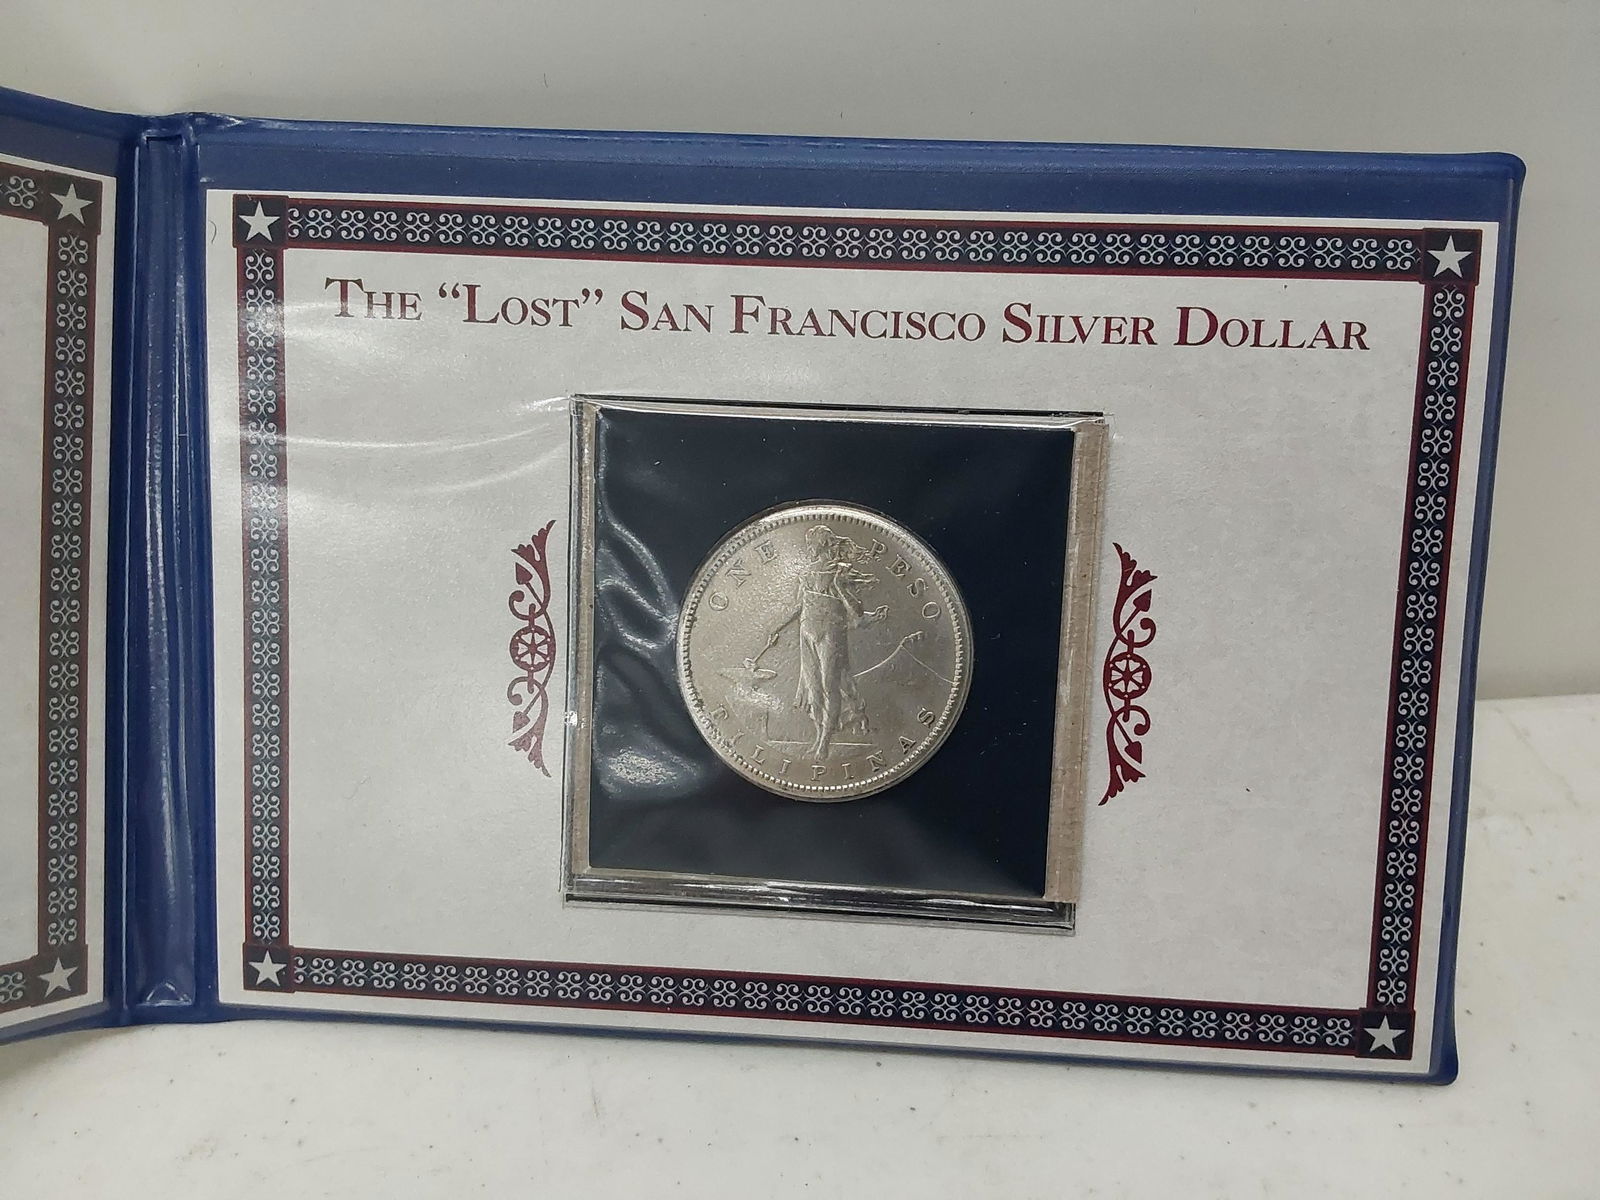 THE “LOST” SAN FRANCISCO SILVER DOLLAR
ONE PESO
FILIPINAS